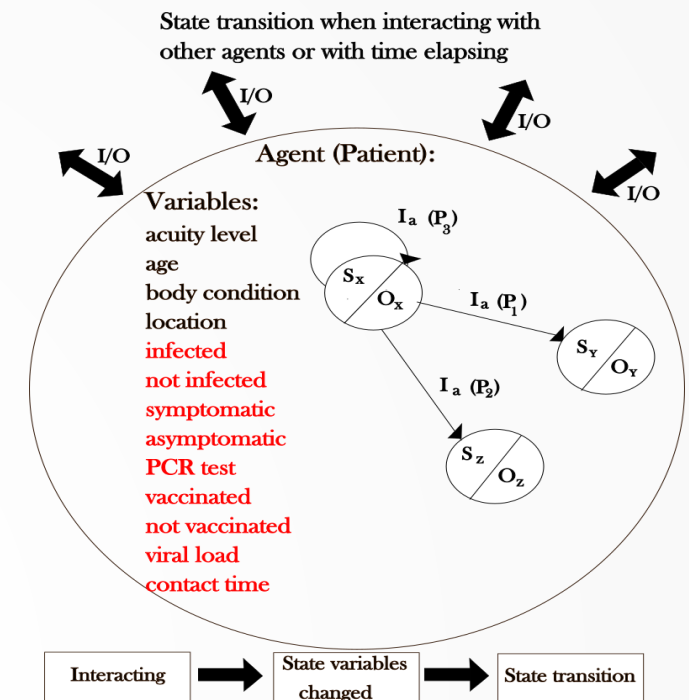 State transition when interacting with
other agents or with time elapsing
I/O
I/O
I/O
I/O
Agent (Patient):
Variables:
acuity level
age
body condition
location
infected
not infected
symptomatic
asymptomatic
PCR test
vaccinated
not vaccinated
viral load
contact time
Ia (P3)
Sx
Ox
Ia (P1)
SY
OY
Ia (P2)
Sz
Oz
Interacting
State variables
changed
State transition